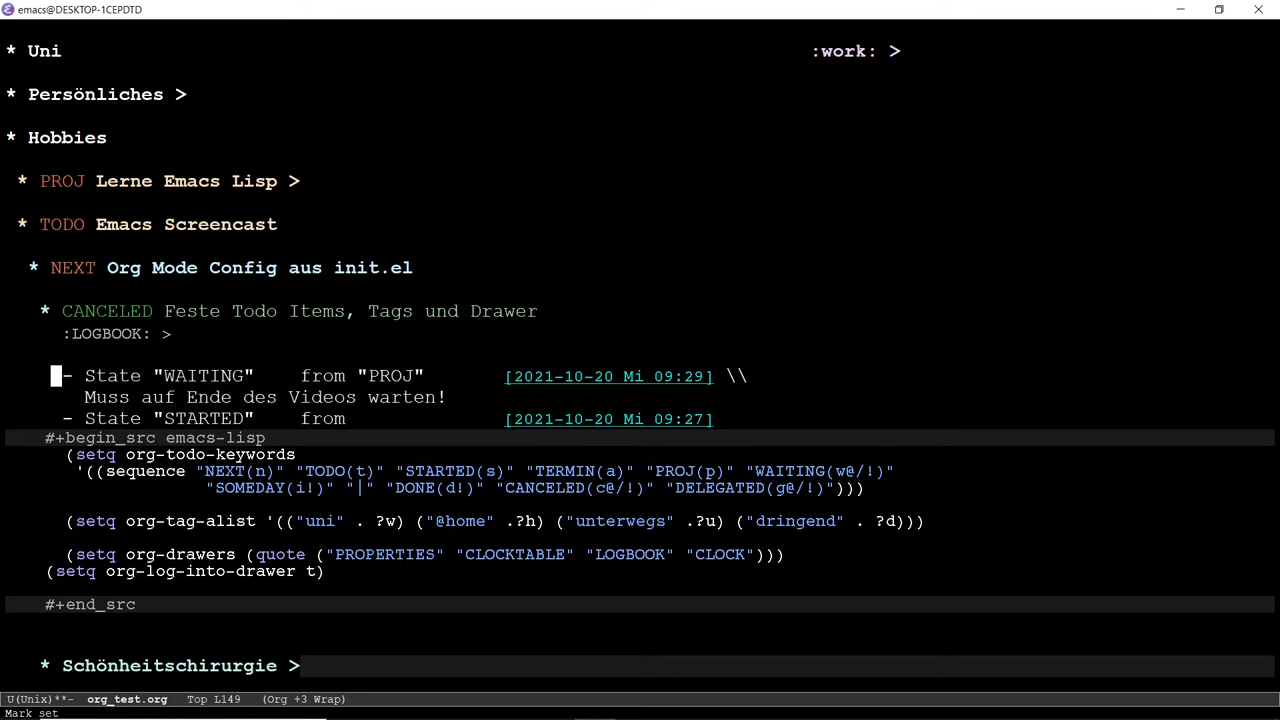 emacs@DESKTOP-1CEPDTD
* Uni :work: >
* Persönliches >
* Hobbies
* PROJ Lerne Emacs Lisp >
* TODO Emacs Screencast
* NEXT Org Mode Config aus init.el
* CANCELED Feste Todo Items, Tags und Drawer
:LOGBOOK: >
- State "WAITING" from "PROJ" [2021-10-20 Mi 09:29] \\
Muss auf Ende des Videos warten!
- State "STARTED" from [2021-10-20 Mi 09:27]
#+begin_src emacs-lisp
(setq org-todo-keywords
'((sequence "NEXT(n)" "TODO(t)" "STARTED(s)" "TERMIN(a)" "PROJ(p)" "WAITING(w@/!)"
"SOMEDAY(i!)" "|" "DONE(d!)" "CANCELED(c@/!)" "DELEGATED(g@/!)")))
(setq org-tag-alist '(("uni" . ?w) ("@home" .?h) ("unterwegs" .?u) ("dringend" . ?d)))
(setq org-drawers (quote ("PROPERTIES" "CLOCKTABLE" "LOGBOOK" "CLOCK")))
(setq org-log-into-drawer t)
#+end_src
* Schönheitschirurgie >
U(Unix)**- org_test.org Top L149 (Org +3 Wrap)
Mark set